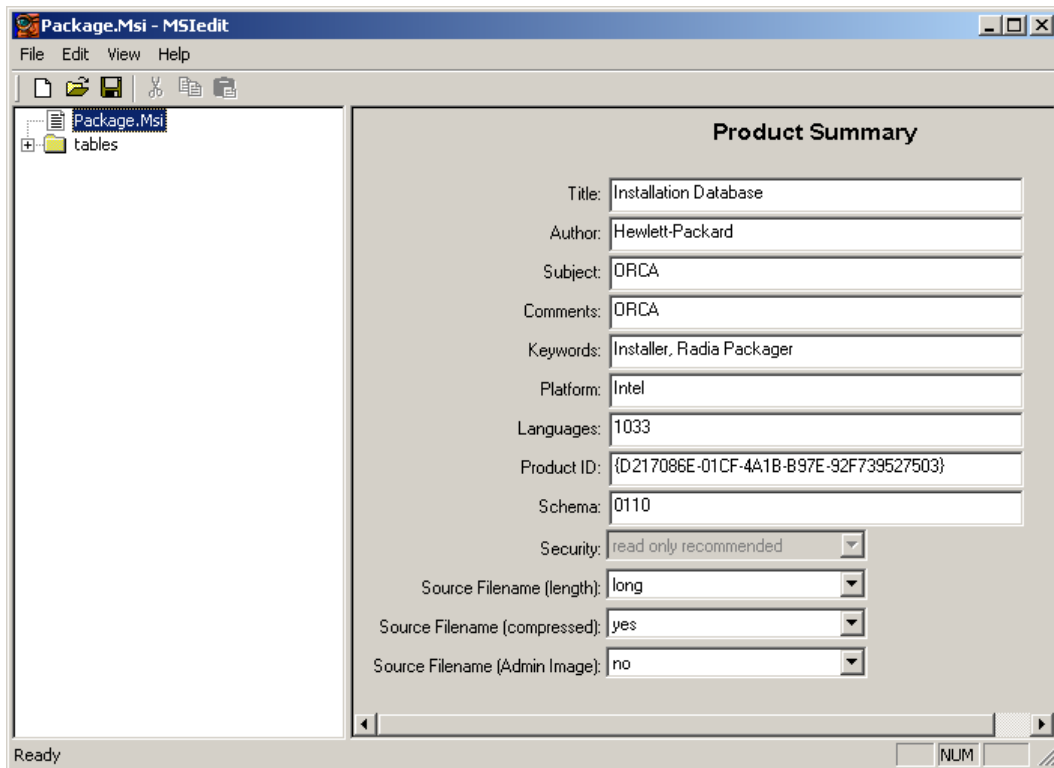 Package.Msi - MSIedit
File Edit View Help
Package.Msi
tables
Product Summary
Title: Installation Database
Author: Hewlett-Packard
Subject: ORCA
Comments: ORCA
Keywords: Installer, Radia Packager
Platform: Intel
Languages: 1033
Product ID: {D217086E-01CF-4A1B-B97E-92F739527503}
Schema: 0110
Security: read only recommended
Source Filename (length): long
Source Filename (compressed): yes
Source Filename (Admin Image): no
Ready NUM